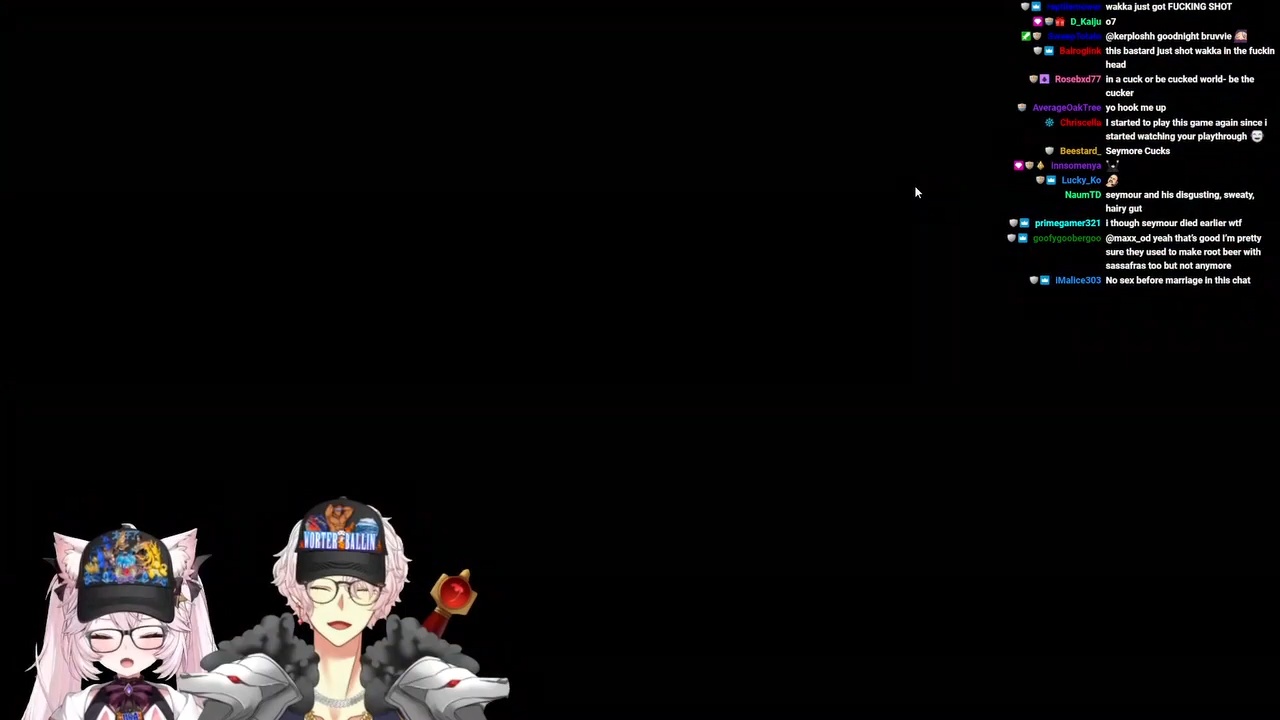 wakka just got FUCKING SHOT
D_Kaiju o7
@kerploshh goodnight bruvvie
Balroglink this bastard just shot wakka in the fuckin
head
Rosebxd77 in a cuck or be cucked world- be the
cucker
AverageOakTree yo hook me up
Chriscella I started to play this game again since i
started watching your playthrough
Beestard_ Seymore Cucks
innsomenya
Lucky_Ko
NaumTD seymour and his disgusting, sweaty,
hairy gut
primegamer321 i though seymour died earlier wtf
goofygoobergoo @maxx_od yeah that's good I'm pretty
sure they used to make root beer with
sassafras too but not anymore
iMalice303 No sex before marriage in this chat
WORTER BALLIN